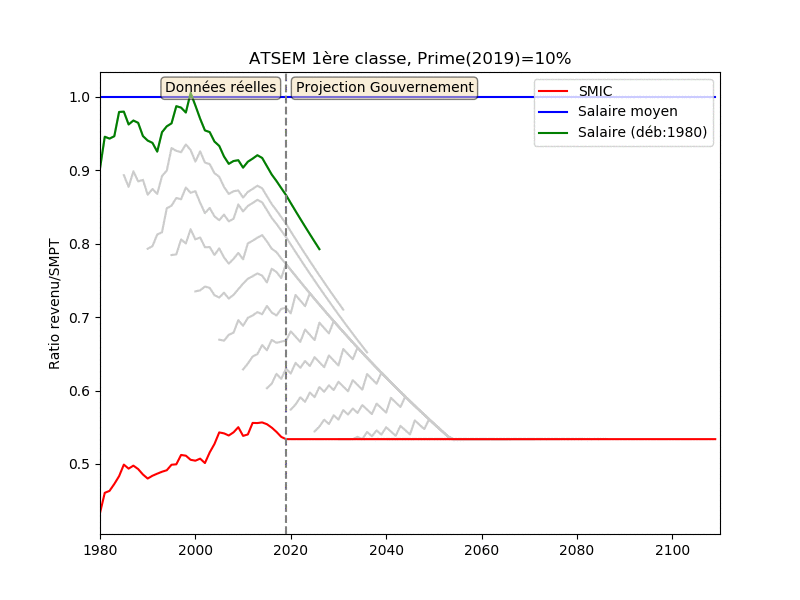 ATSEM 1ère classe, Prime(2019)=10%
Données réelles
Projection Gouvernement
SMIC
Salaire moyen
Salaire (déb:1980)
Ratio revenu/SMPT
1.0
0.9
0.8
0.7
0.6
0.5
1980 2000 2020 2040 2060 2080 2100